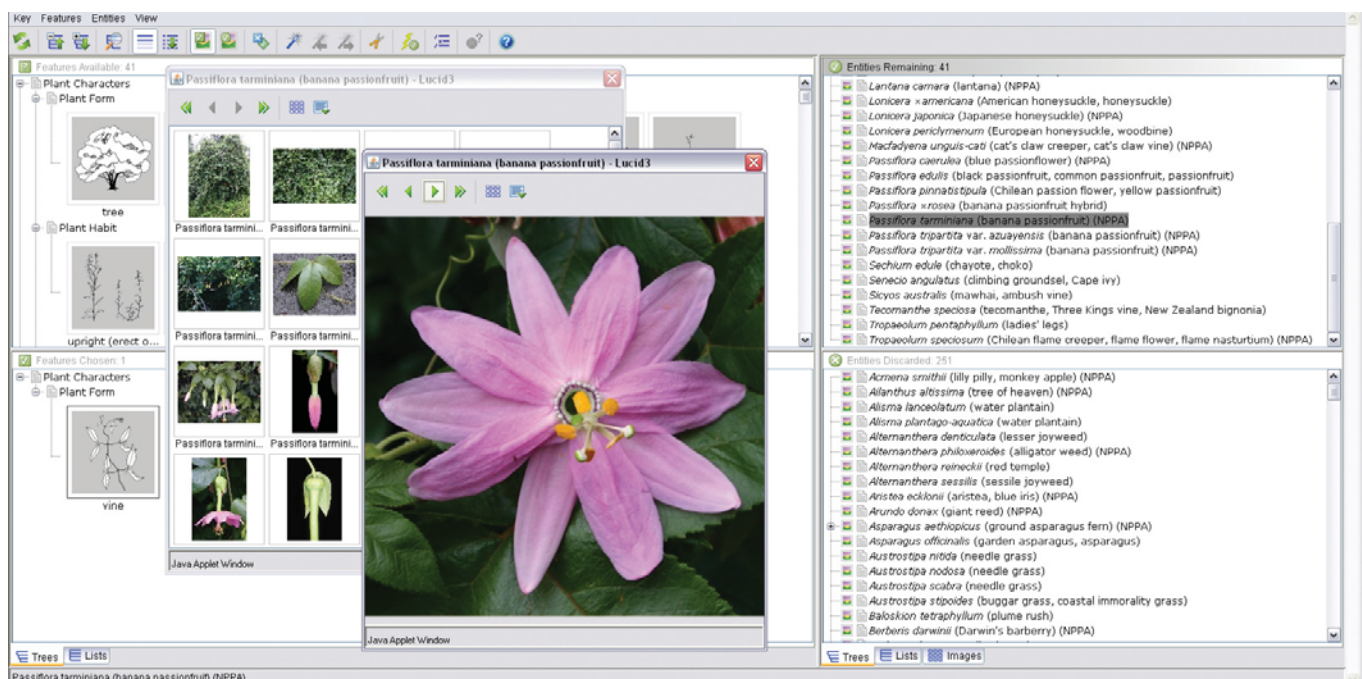 Key Features Entities View
Features Available: 41
Plant Characters
Plant Form
tree
Plant Habit
upright (erect o...
Features Chosen: 1
Plant Characters
Plant Form
vine
Trees Lists
Passiflora tarminiana (banana passionfruit) - Lucid3
Passiflora tarmini... Passiflora tarmini...
Passiflora tarmini... Passiflora tarmini...
Passiflora tarmini... Passiflora tarmini...
Java Applet Window
Passiflora tarminiana (banana passionfruit) - Lucid3
Java Applet Window
Entities Remaining: 41
Lantana camara (lantana) (NPPA)
Lonicera ×americana (American honeysuckle, honeysuckle)
Lonicera japonica (Japanese honeysuckle) (NPPA)
Lonicera periclymenum (European honeysuckle, woodbine)
Macfadyena unguis-cati (cat's claw creeper, cat's claw vine) (NPPA)
Passiflora caerulea (blue passionflower) (NPPA)
Passiflora edulis (black passionfruit, common passionfruit, passionfruit)
Passiflora pinnatistipula (Chilean passion flower, yellow passionfruit)
Passiflora ×rosea (banana passionfruit hybrid)
Passiflora tarminiana (banana passionfruit) (NPPA)
Passiflora tripartita var. azuayensis (banana passionfruit) (NPPA)
Passiflora tripartita var. mollissima (banana passionfruit) (NPPA)
Sechium edule (chayote, choko)
Senecio angulatus (climbing groundsel, Cape ivy)
Sicyos australis (mawhai, ambush vine)
Tecomanthe speciosa (tecomanthe, Three Kings vine, New Zealand bignonia)
Tropaeolum pentaphyllum (ladies' legs)
Tropaeolum speciosum (Chilean flame creeper, flame flower, flame nasturtium) (NPPA)
Entities Discarded: 251
Acmena smithii (lilly pilly, monkey apple) (NPPA)
Ailanthus altissima (tree of heaven) (NPPA)
Alisma lanceolatum (water plantain)
Alisma plantago-aquatica (water plantain)
Alternanthera denticulata (lesser joyweed)
Alternanthera philoxeroides (alligator weed) (NPPA)
Alternanthera reineckii (red temple)
Alternanthera sessilis (sessile joyweed)
Aristea ecklonii (aristea, blue iris) (NPPA)
Arundo donax (giant reed) (NPPA)
Asparagus aethiopicus (ground asparagus fern) (NPPA)
Asparagus officinalis (garden asparagus, asparagus)
Austrostipa nitida (needle grass)
Austrostipa nodosa (needle grass)
Austrostipa scabra (needle grass)
Austrostipa stipoides (buggar grass, coastal immorality grass)
Baloskion tetraphyllum (plume rush)
Berberis darwinii (Darwin's barberry) (NPPA)
Trees Lists Images
Passiflora tarminiana (banana passionfruit) (NPPA)